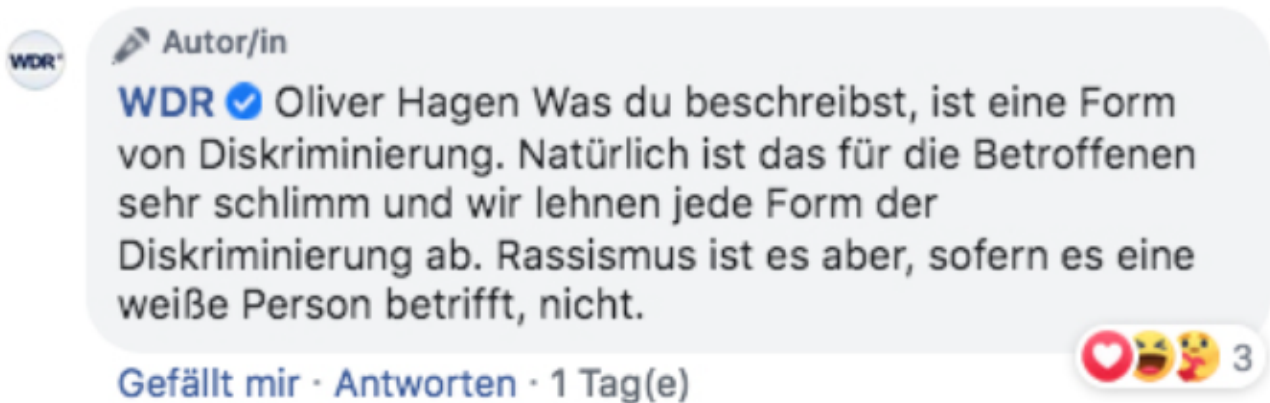 WDR
Autor/in
WDR Oliver Hagen Was du beschreibst, ist eine Form
von Diskriminierung. Natürlich ist das für die Betroffenen
sehr schlimm und wir lehnen jede Form der
Diskriminierung ab. Rassismus ist es aber, sofern es eine
weiße Person betrifft, nicht.
3
Gefällt mir · Antworten · 1 Tag(e)